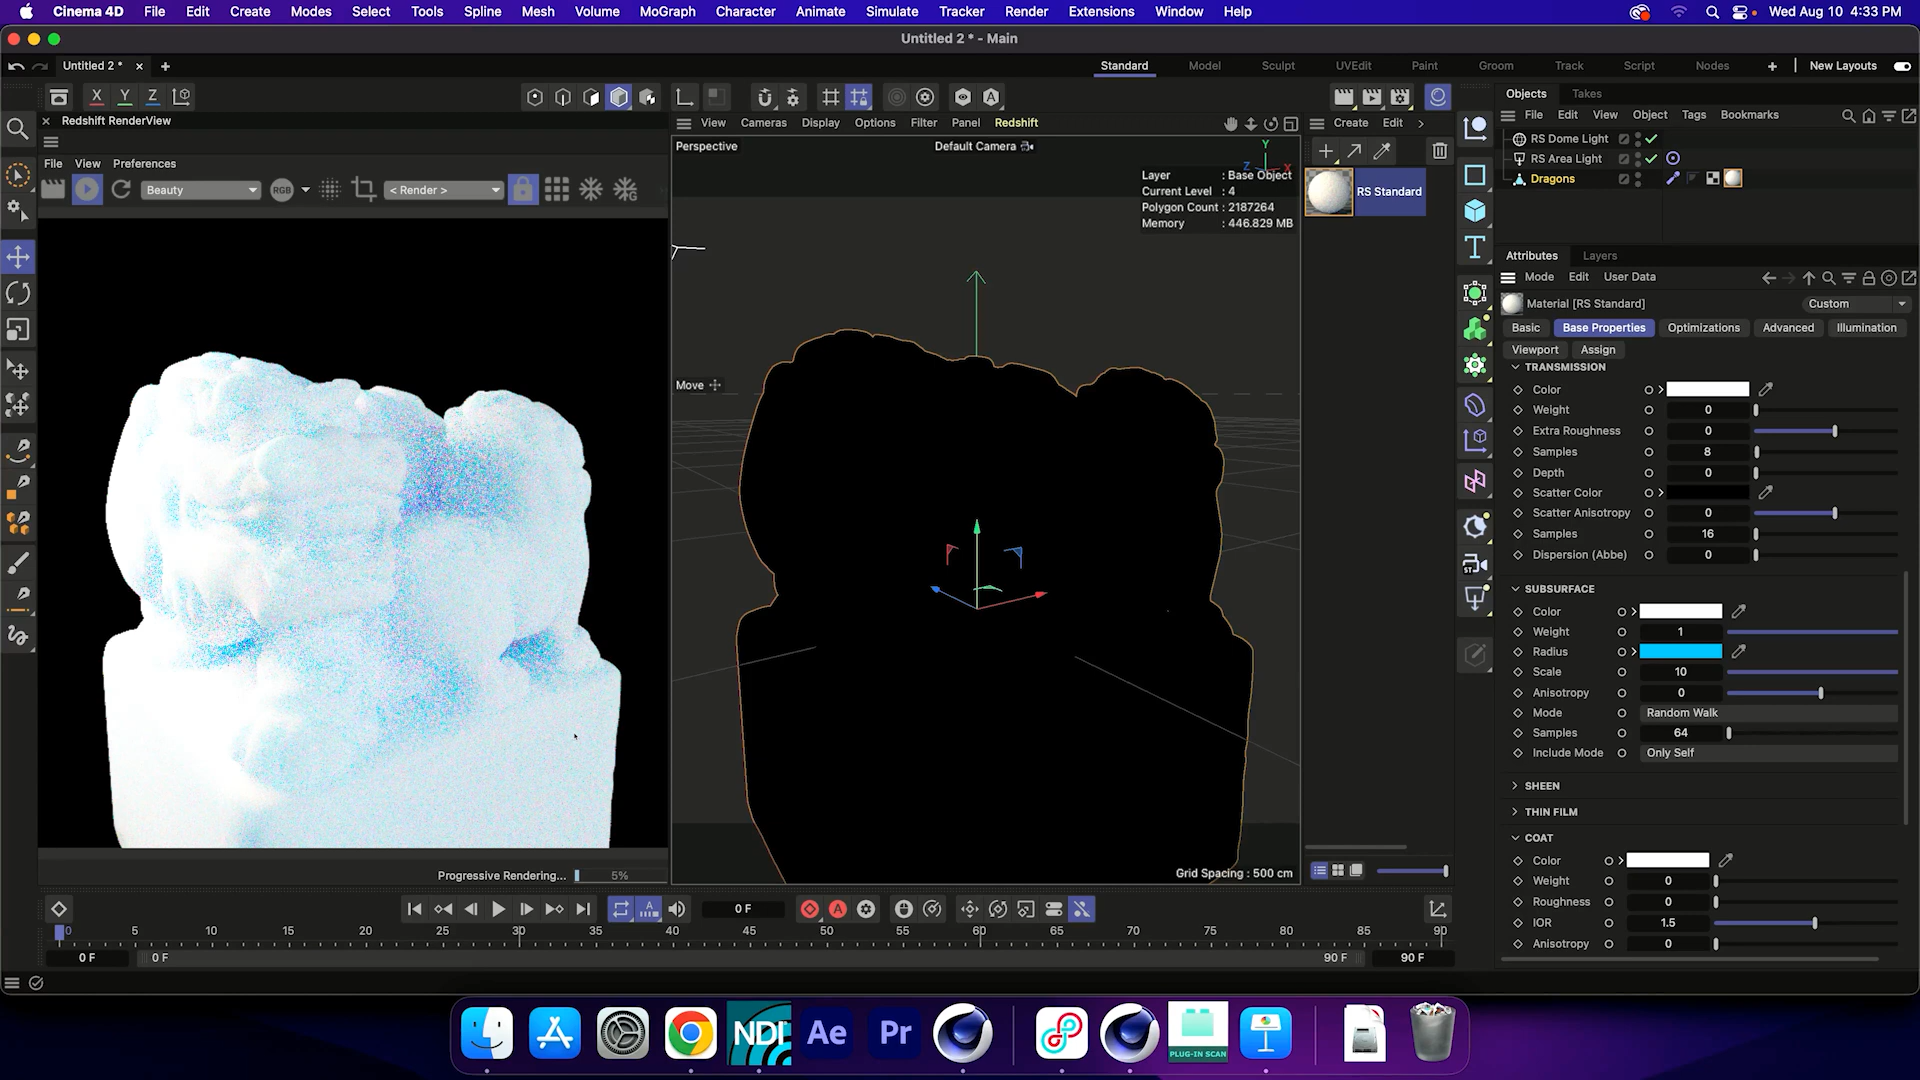 Cinema 4D File Edit Create Modes Select Tools Spline Mesh Volume MoGraph Character Animate Simulate Tracker Render Extensions Window Help Wed Aug 10 4:33 PM
Untitled 2 * - Main
Untitled 2 * × + Standard Model Sculpt UVEdit Paint Groom Track Script Nodes + New Layouts
X Y Z
Objects Takes
Redshift RenderView
View Cameras Display Options Filter Panel Redshift
Create Edit
File Edit View Object Tags Bookmarks
File View Preferences
Beauty RGB < Render >
Perspective Default Camera
Y
Z X
Layer : Base Object
Current Level : 4
Polygon Count : 2187264
Memory : 446.829 MB
Move
Grid Spacing : 500 cm
RS Standard
RS Dome Light
RS Area Light
Dragons
Attributes Layers
Mode Edit User Data
Material [RS Standard] Custom
Basic Base Properties Optimizations Advanced Illumination
Viewport Assign
TRANSMISSION
Color
Weight 0
Extra Roughness 0
Samples 8
Depth 0
Scatter Color
Scatter Anisotropy 0
Samples 16
Dispersion (Abbe) 0
SUBSURFACE
Color
Weight 1
Radius
Scale 10
Anisotropy 0
Mode Random Walk
Samples 64
Include Mode Only Self
SHEEN
THIN FILM
COAT
Color
Weight 0
Roughness 0
IOR 1.5
Anisotropy 0
Progressive Rendering... 5%
0 F
0 5 10 15 20 25 30 35 40 45 50 55 60 65 70 75 80 85 90
0 F 0 F 90 F 90 F
NDI Ae Pr
PLUG-IN SCAN